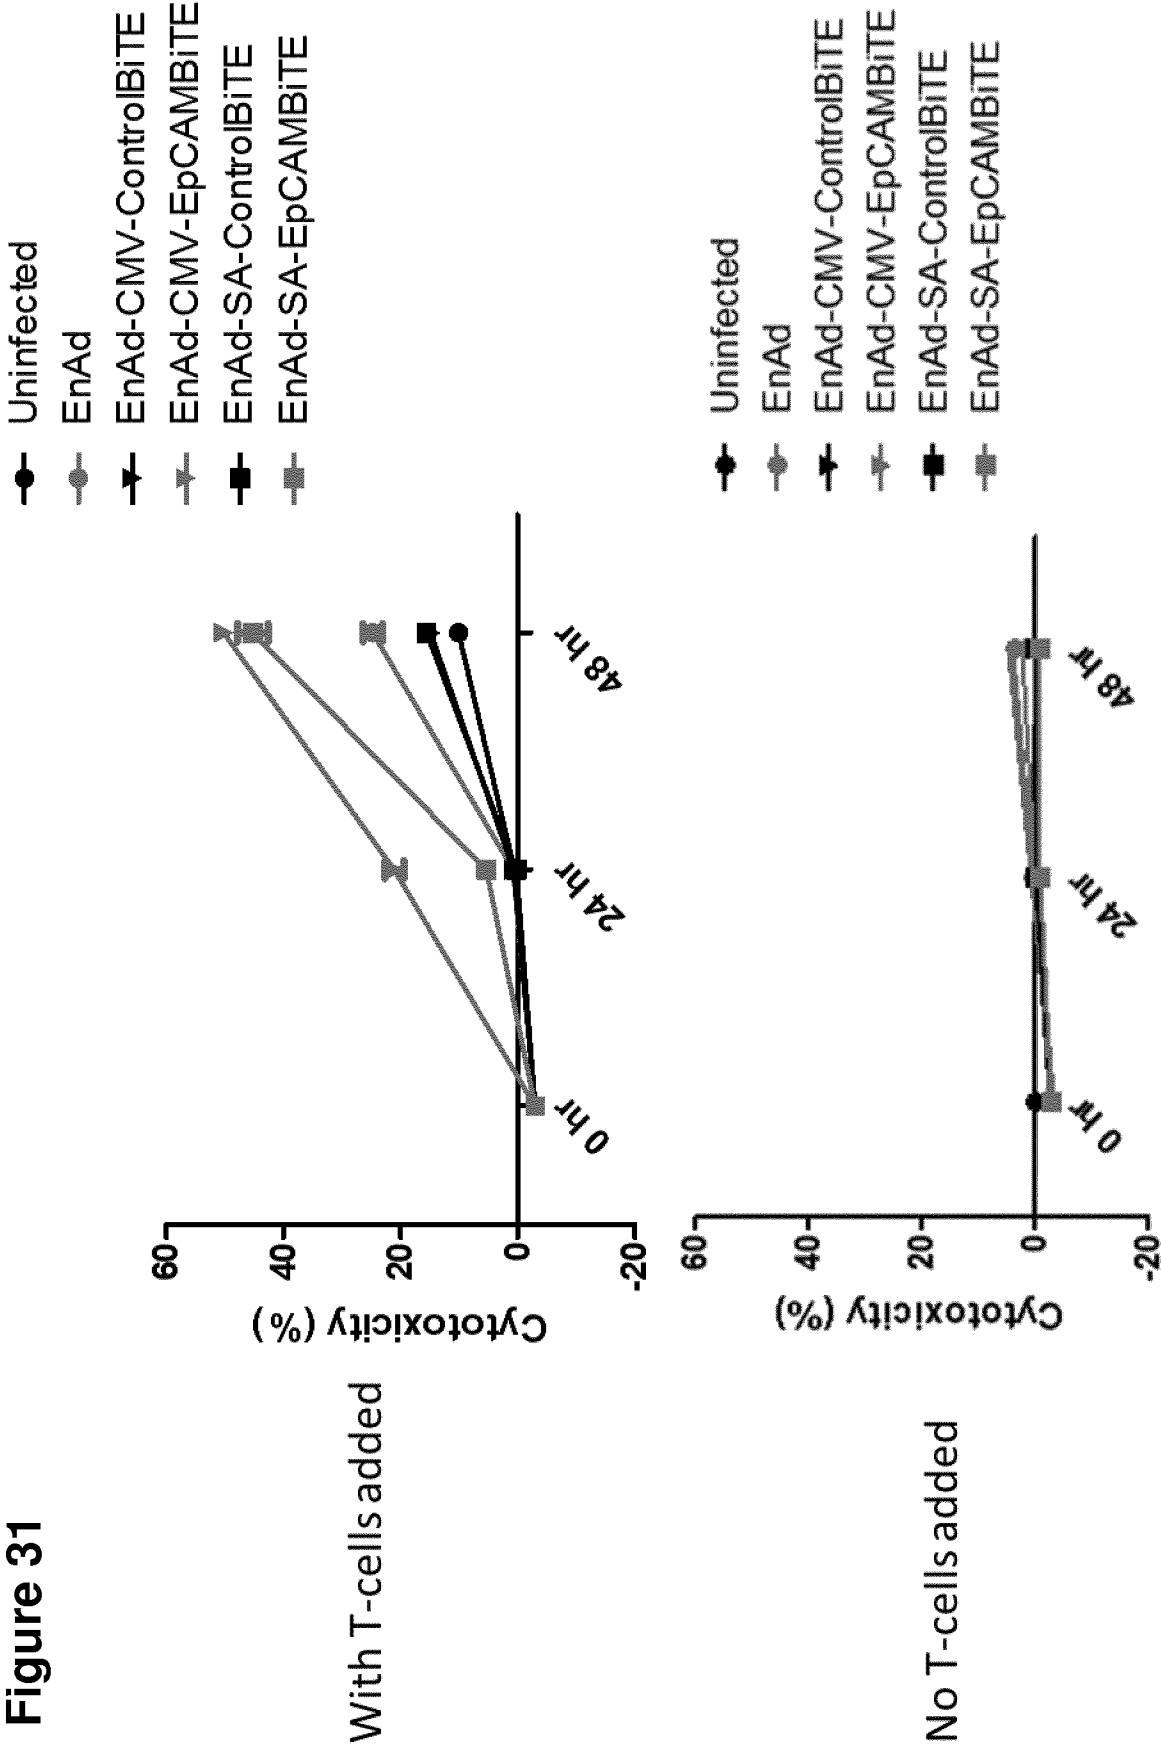 Figure 31
With T-cells added
Cytotoxicity (%)
60
40
20
0
-20
0 hr
24 hr
48 hr
Uninfected
EnAd
EnAd-CMV-ControlBiTE
EnAd-CMV-EpCAMBiTE
EnAd-SA-ControlBiTE
EnAd-SA-EpCAMBiTE
No T-cells added
Cytotoxicity (%)
60
40
20
0
-20
0 hr
24 hr
48 hr
Uninfected
EnAd
EnAd-CMV-ControlBiTE
EnAd-CMV-EpCAMBiTE
EnAd-SA-ControlBiTE
EnAd-SA-EpCAMBiTE